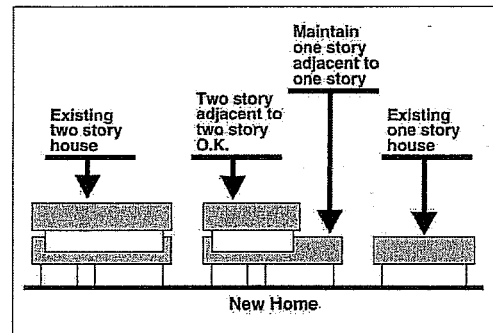 Existing
two story
house
Two story
adjacent to
two story
O.K.
Maintain
one story
adjacent to
one story
Existing
one story
house
New Home